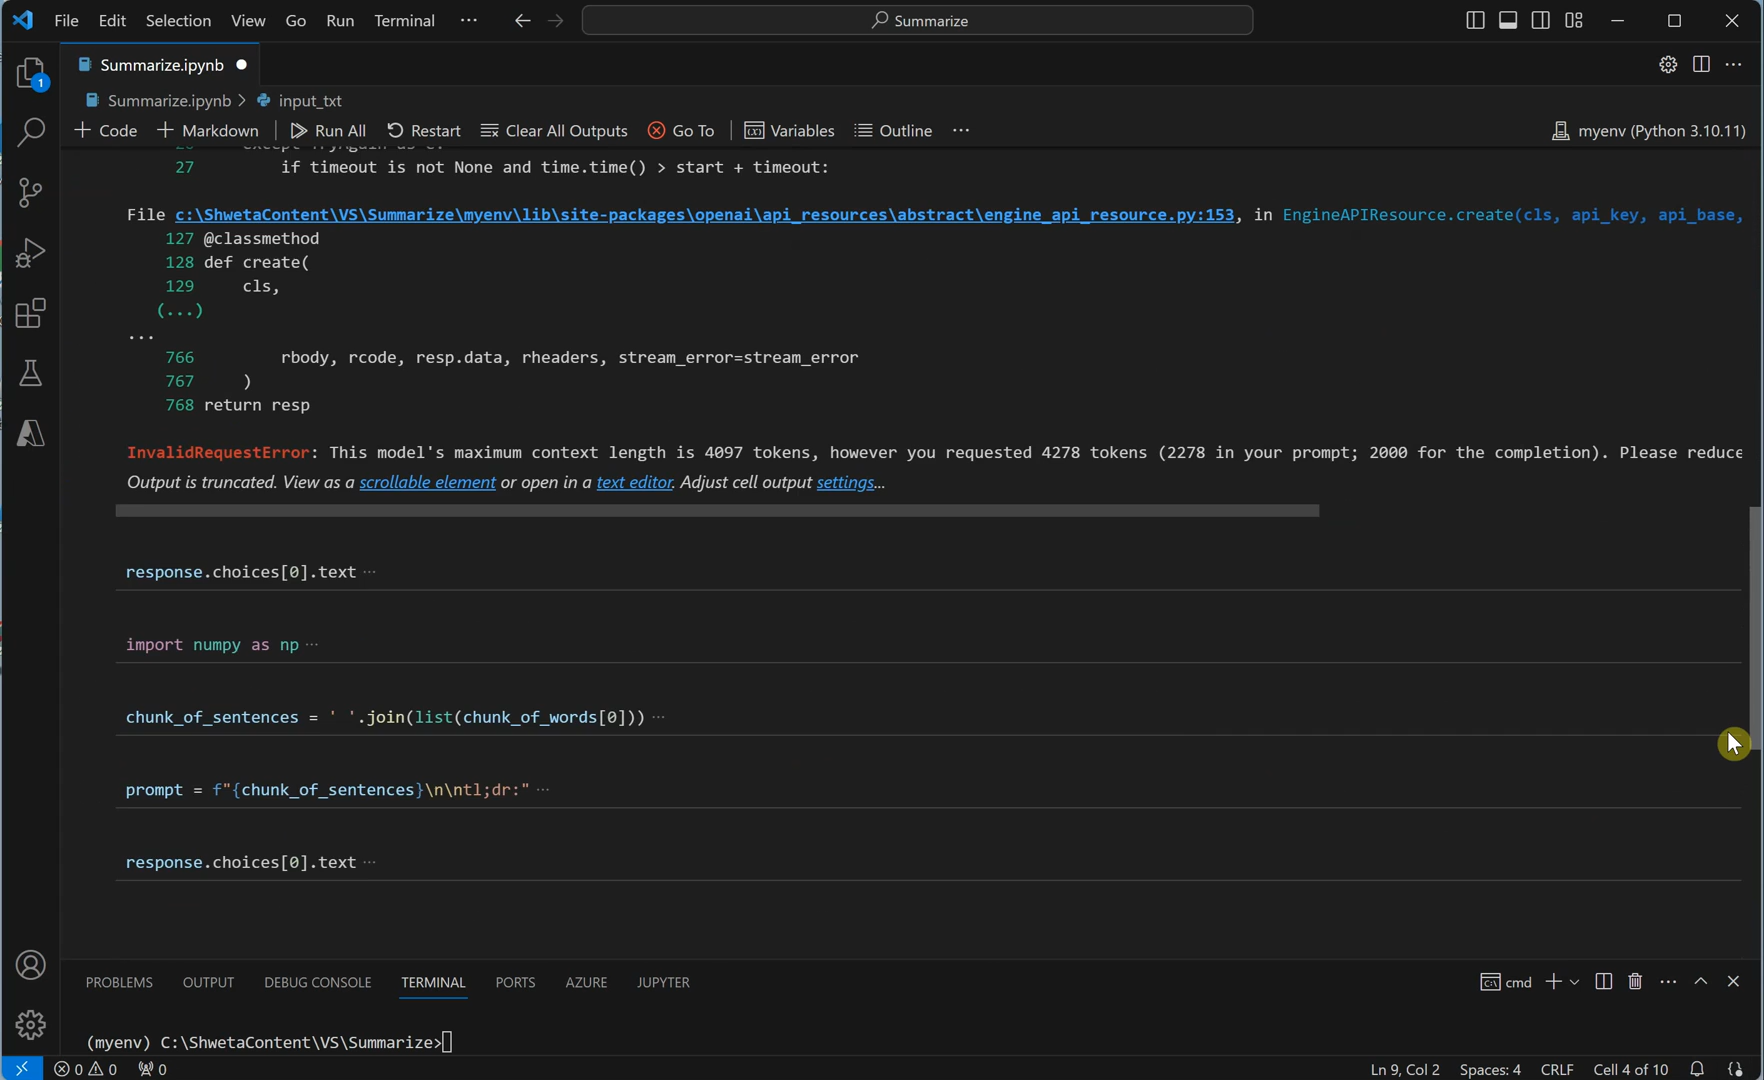 File Edit Selection View Go Run Terminal ··· Summarize
1
Summarize.ipynb
Summarize.ipynb > input_txt
+ Code + Markdown Run All Restart Clear All Outputs Go To Variables Outline ··· myenv (Python 3.10.11)
26 except TryAgain as e:
27 if timeout is not None and time.time() > start + timeout:
File c:\ShwetaContent\VS\Summarize\myenv\lib\site-packages\openai\api_resources\abstract\engine_api_resource.py:153, in EngineAPIResource.create(cls, api_key, api_base,
127 @classmethod
128 def create(
129 cls,
(...)
...
766 rbody, rcode, resp.data, rheaders, stream_error=stream_error
767 )
768 return resp
InvalidRequestError: This model's maximum context length is 4097 tokens, however you requested 4278 tokens (2278 in your prompt; 2000 for the completion). Please reduce
Output is truncated. View as a scrollable element or open in a text editor. Adjust cell output settings...
response.choices[0].text ···
import numpy as np ···
chunk_of_sentences = ' '.join(list(chunk_of_words[0])) ···
prompt = f"{chunk_of_sentences}\n\ntl;dr:" ···
response.choices[0].text ···
PROBLEMS OUTPUT DEBUG CONSOLE TERMINAL PORTS AZURE JUPYTER cmd
(myenv) C:\ShwetaContent\VS\Summarize>
0 0 0 Ln 9, Col 2 Spaces: 4 CRLF Cell 4 of 10